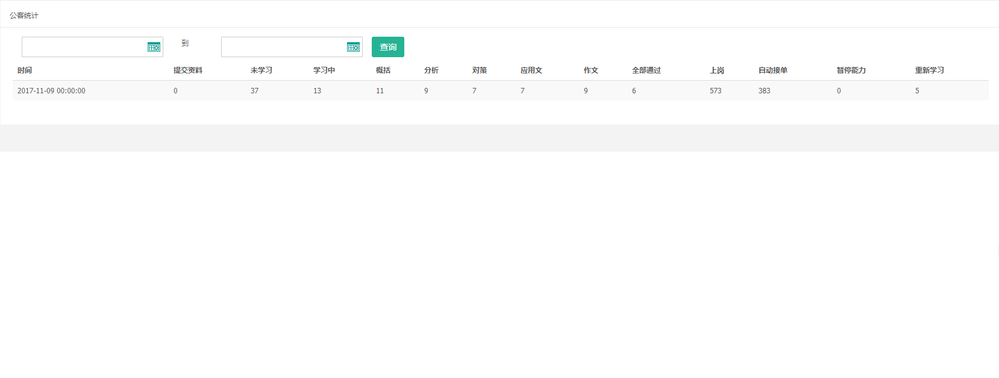 公客统计
到 查询
时间 提交资料 未学习 学习中 概括 分析 对策 应用文 作文 全部通过 上岗 自动接单 暂停能力 重新学习
2017-11-09 00:00:00 0 37 13 11 9 7 7 9 6 573 383 0 5